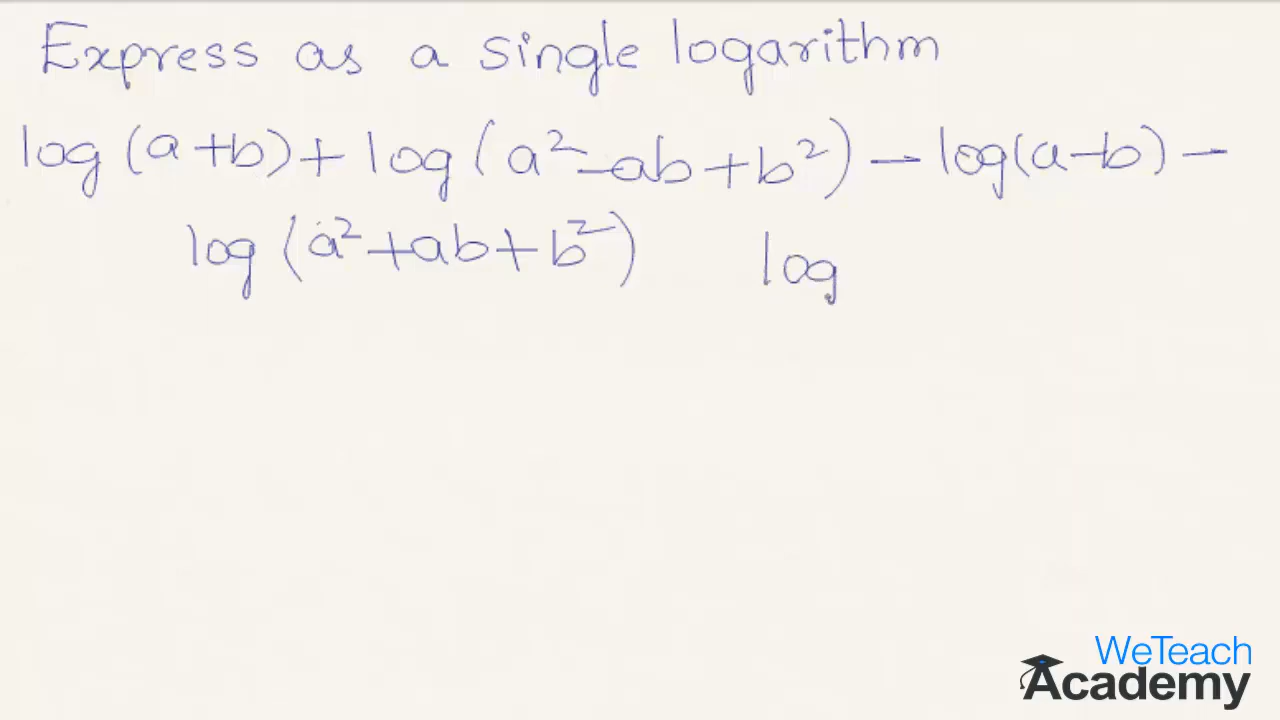 Express as a single logarithm
log (a+b) + log (a² - ab + b²) - log(a-b) -
log (a² + ab + b²) log
WeTeach
Academy